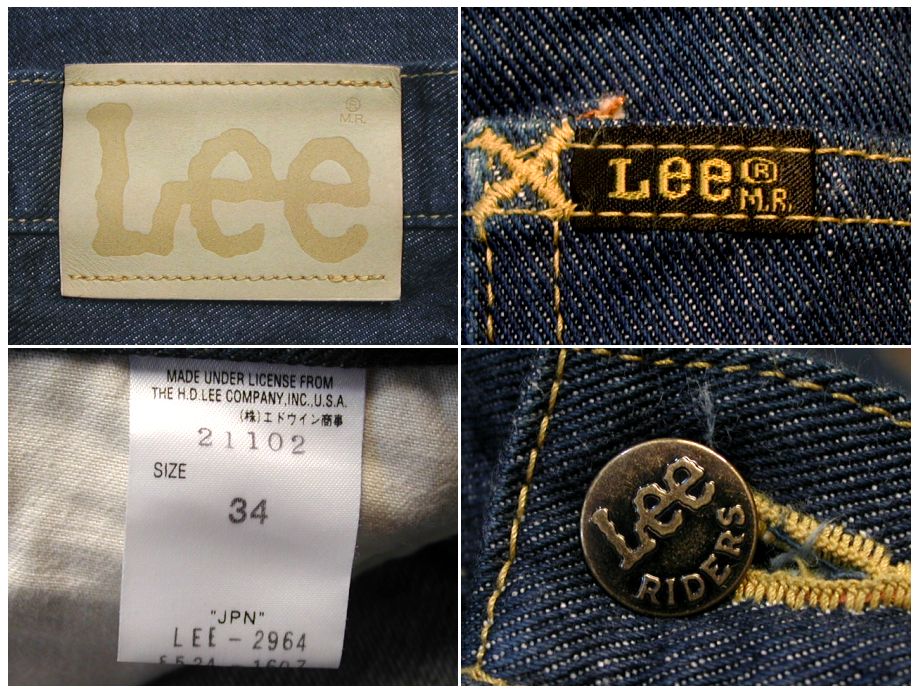 Lee
Ⓢ
M.R.
Lee®
M.R.
MADE UNDER LICENSE FROM
THE H.D.LEE COMPANY,INC.,U.S.A.
(株)エドウイン商事
21102
SIZE
34
"JPN"
LEE-2964
Lee
RIDERS